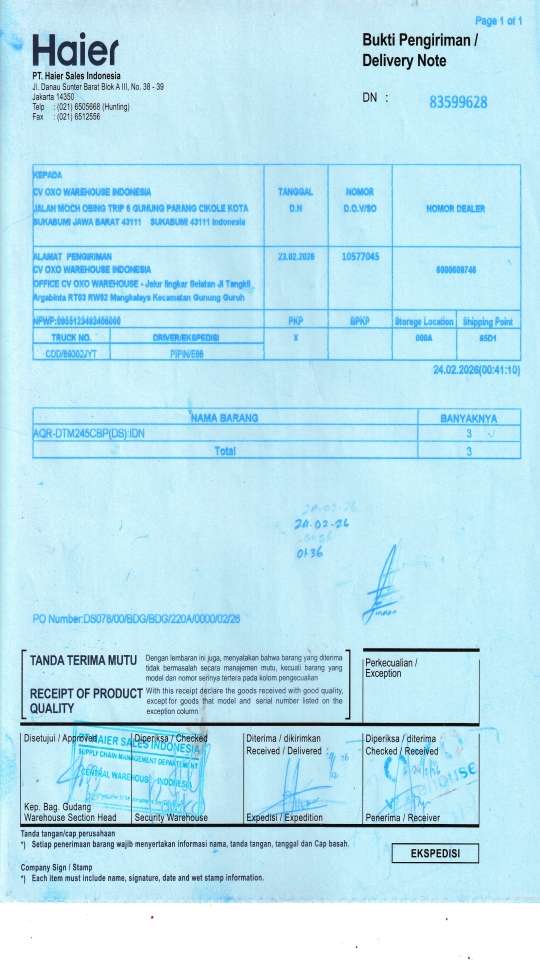 Page 1 of 1
Haier
Bukti Pengiriman /
Delivery Note
PT. Haier Sales Indonesia
Jl. Danau Sunter Barat Blok A III, No. 38 - 39
Jakarta 14350
Telp : (021) 6505668 (Hunting)
Fax : (021) 6512556
DN : 83599628
KEPADA
CV OXO WAREHOUSE INDONESIA
JALAN MOCH OBING TRIP 6 GUNUNG PARANG CIKOLE KOTA
SUKABUMI JAWA BARAT 43111 SUKABUMI 43111 Indonesia
TANGGAL
D.N
NOMOR
D.O.Y/SO
NOMOR DEALER
ALAMAT PENGIRIMAN
CV OXO WAREHOUSE INDONESIA
OFFICE CV OXO WAREHOUSE - Jalur lingkar Selatan Jl Tangkil
Argabinta RT03 RW02 Mangkalaya Kecamatan Gunung Guruh
23.02.2026
10577045
PKP
BPKP
Storege Location
Shipping Point
TRUCK NO.
DRIVER/EKSPEDISI
X
000A
85D1
PIPIN/E88
24.02.2026(00:41:10)
NAMA BARANG
BANYAKNYA
AQR-DTM245CBP(DS):IDN
3
Total
3
24-02-26
0136
PO Number:DS078/00/BDG/BDG/220A/0000/02/26
TANDA TERIMA MUTU
Dengan lembaran ini juga, menyatakan bahwa barang yang diterima
tidak bermasalah secara manajemen mutu, kecuali barang yang
model dan nomor serinya tertera pada kolom pengecualian
RECEIPT OF PRODUCT
QUALITY
With this receipt declare the goods received with good quality,
except for goods that model and serial number listed on the
exception column
Perkecualian /
Exception
Disetujui / Approved
Diperiksa / Checked
Diterima / dikirimkan
Received / Delivered :
Diperiksa / diterima
Checked / Received
PT. HAIER SALES INDONESIA
SUPPLY CHAIN MANAGEMENT DEPARTEMENT
CENTRAL WAREHOUSE - INDONESIA
Kep. Bag. Gudang
Warehouse Section Head
Security Warehouse
Expedisi / Expedition
Penerima / Receiver
Tanda tangan/cap perusahaan
*) Setiap penerimaan barang wajib menyertakan informasi nama, tanda tangan, tanggal dan Cap basah.
EKSPEDISI
Company Sign / Stamp
*) Each item must include name, signature, date and wet stamp information.